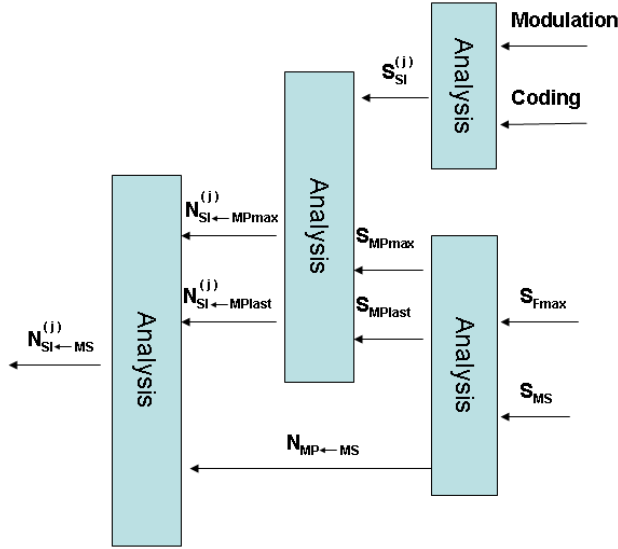 Modulation
S_SI^(j)
Analysis
Coding
Analysis
N_SI←MPmax^(j)
S_MPmax
N_SI←MPlast^(j)
S_MPlast
S_Fmax
Analysis
Analysis
N_SI←MS^(j)
S_MS
N_MP←MS